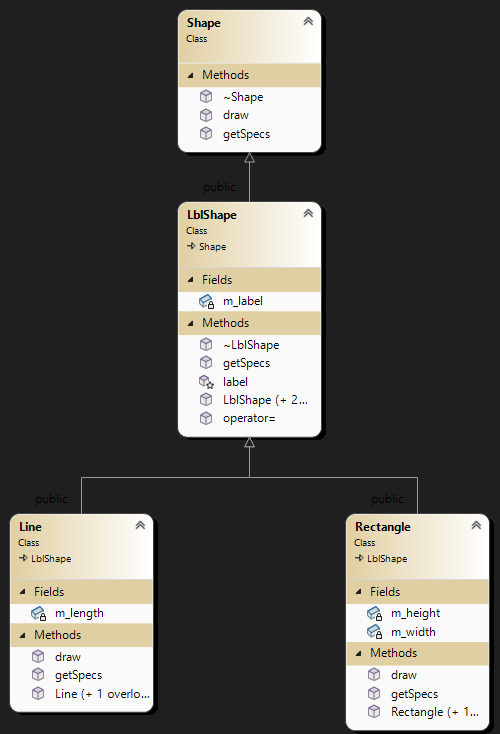 Shape
Class
Methods
~Shape
draw
getSpecs
public
LblShape
Class
Shape
Fields
m_label
Methods
~LblShape
getSpecs
label
LblShape (+ 2...
operator=
public
Line
Class
LblShape
Fields
m_length
Methods
draw
getSpecs
Line (+ 1 overlo...
public
Rectangle
Class
LblShape
Fields
m_height
m_width
Methods
draw
getSpecs
Rectangle (+ 1...